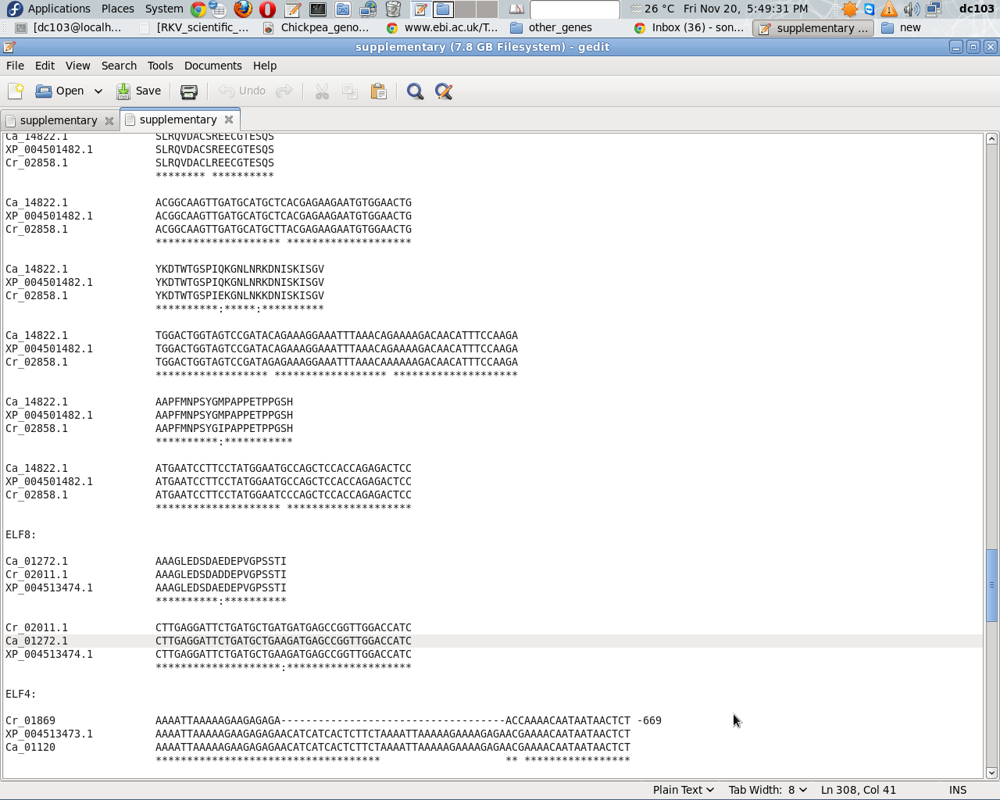 Applications Places System 26 °C Fri Nov 20, 5:49:31 PM dc103
[dc103@localh... [RKV_scientific_... Chickpea_geno... www.ebi.ac.uk/T... other_genes Inbox (36) - son... supplementary ... new
supplementary (7.8 GB Filesystem) - gedit
File Edit View Search Tools Documents Help
Open Save Undo
supplementary supplementary
Ca_14822.1 SLRQVDACSREECGTESQS
XP_004501482.1 SLRQVDACSREECGTESQS
Cr_02858.1 SLRQVDACLREECGTESQS
******** **********
Ca_14822.1 ACGGCAAGTTGATGCATGCTCACGAGAAGAATGTGGAACTG
XP_004501482.1 ACGGCAAGTTGATGCATGCTCACGAGAAGAATGTGGAACTG
Cr_02858.1 ACGGCAAGTTGATGCATGCTTACGAGAAGAATGTGGAACTG
******************** ********************
Ca_14822.1 YKDTWTGSPIQKGNLNRKDNISKISGV
XP_004501482.1 YKDTWTGSPIQKGNLNRKDNISKISGV
Cr_02858.1 YKDTWTGSPIEKGNLNKKDNISKISGV
**********:*****:**********
Ca_14822.1 TGGACTGGTAGTCCGATACAGAAAGGAAATTTAAACAGAAAAGACAACATTTCCAAGA
XP_004501482.1 TGGACTGGTAGTCCGATACAGAAAGGAAATTTAAACAGAAAAGACAACATTTCCAAGA
Cr_02858.1 TGGACTGGTAGTCCGATAGAGAAAGGAAATTTAAACAAAAAAGACAACATTTCCAAGA
****************** ****************** ********************
Ca_14822.1 AAPFMNPSYGMPAPPETPPGSH
XP_004501482.1 AAPFMNPSYGMPAPPETPPGSH
Cr_02858.1 AAPFMNPSYGIPAPPETPPGSH
**********:***********
Ca_14822.1 ATGAATCCTTCCTATGGAATGCCAGCTCCACCAGAGACTCC
XP_004501482.1 ATGAATCCTTCCTATGGAATGCCAGCTCCACCAGAGACTCC
Cr_02858.1 ATGAATCCTTCCTATGGAATCCCAGCTCCACCAGAGACTCC
******************** ********************
ELF8:
Ca_01272.1 AAAGLEDSDAEDEPVGPSSTI
Cr_02011.1 AAAGLEDSDADDEPVGPSSTI
XP_004513474.1 AAAGLEDSDAEDEPVGPSSTI
**********:**********
Cr_02011.1 CTTGAGGATTCTGATGCTGATGATGAGCCGGTTGGACCATC
Ca_01272.1 CTTGAGGATTCTGATGCTGAAGATGAGCCGGTTGGACCATC
XP_004513474.1 CTTGAGGATTCTGATGCTGAAGATGAGCCGGTTGGACCATC
********************:********************
ELF4:
Cr_01869 AAAATTAAAAAGAAGAGAGA------------------------------------ACCAAAACAATAATAACTCT -669
XP_004513473.1 AAAATTAAAAAGAAGAGAGAACATCATCACTCTTCTAAAATTAAAAAGAAAAGAGAACGAAAACAATAATAACTCT
Ca_01120 AAAATTAAAAAGAAGAGAGAACATCATCACTCTTCTAAAATTAAAAAGAAAAGAGAACGAAAACAATAATAACTCT
************************************ ** *****************
Plain Text Tab Width: 8 Ln 308, Col 41 INS